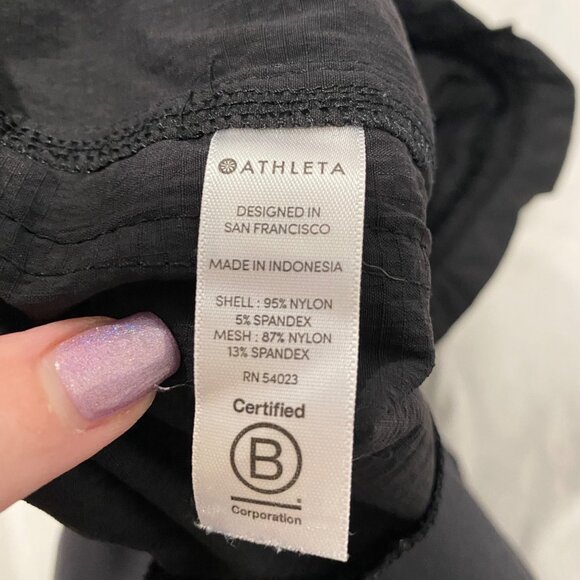 ATHLETA
DESIGNED IN
SAN FRANCISCO
MADE IN INDONESIA
SHELL : 95% NYLON
5% SPANDEX
MESH : 87% NYLON
13% SPANDEX
RN 54023
Certified
B
Corporation